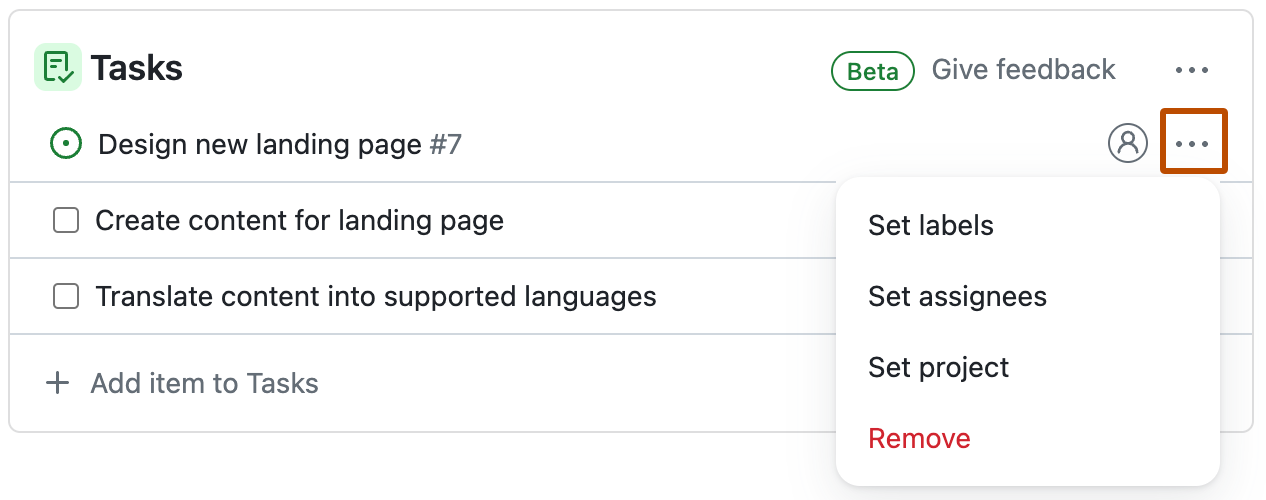 Tasks
Beta Give feedback
Design new landing page #7
Create content for landing page
Set labels
Translate content into supported languages
Set assignees
Set project
Add item to Tasks
Remove